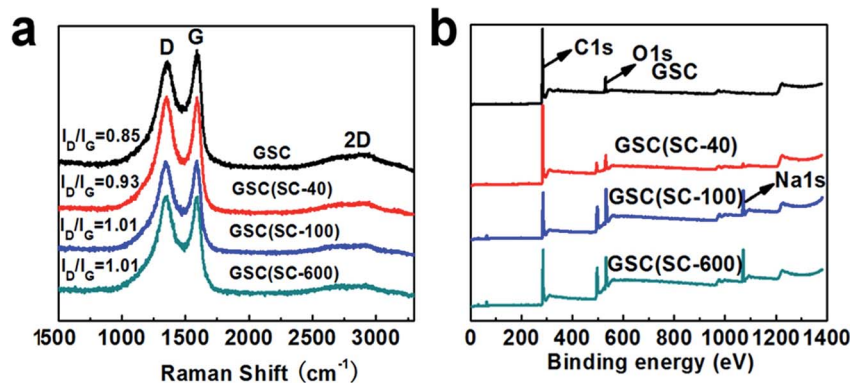 a
D
G
I_D/I_G=0.85
2D
GSC
I_D/I_G=0.93
GSC(SC-40)
I_D/I_G=1.01
GSC(SC-100)
I_D/I_G=1.01
GSC(SC-600)
1500 1000 1500 2000 2500 3000
Raman Shift (cm⁻¹)
b
C1s
O1s
GSC
GSC(SC-40)
GSC(SC-100)
Na1s
GSC(SC-600)
0 200 400 600 800 1000 1200 1400
Binding energy (eV)